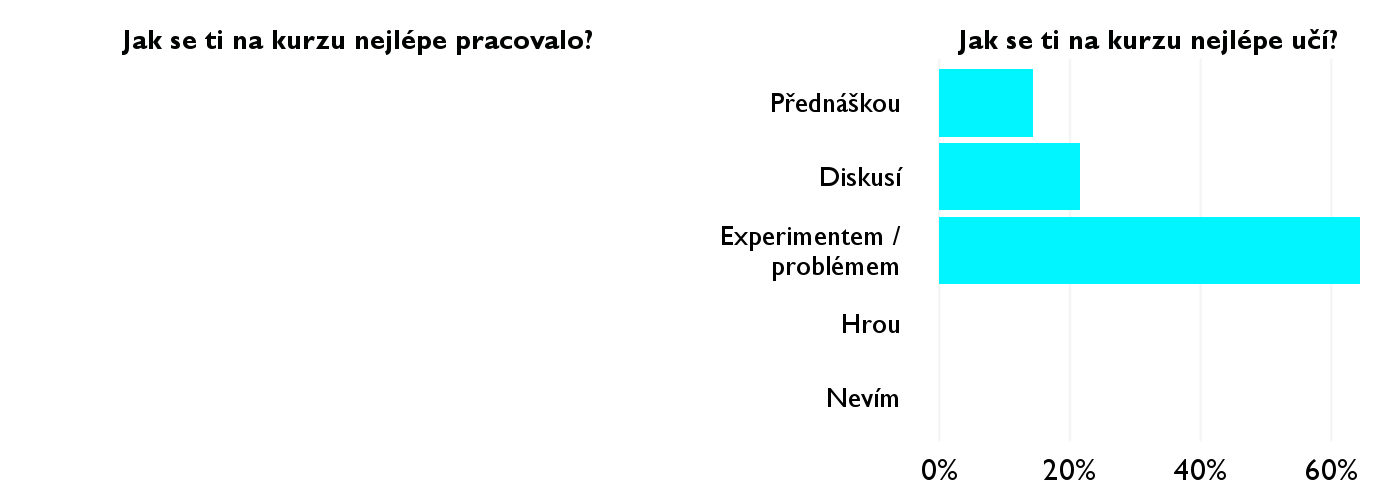 Jak se ti na kurzu nejlépe pracovalo?
Jak se ti na kurzu nejlépe učí?
Přednáškou
Diskusí
Experimentem /
problémem
Hrou
Nevím
0% 20% 40% 60%